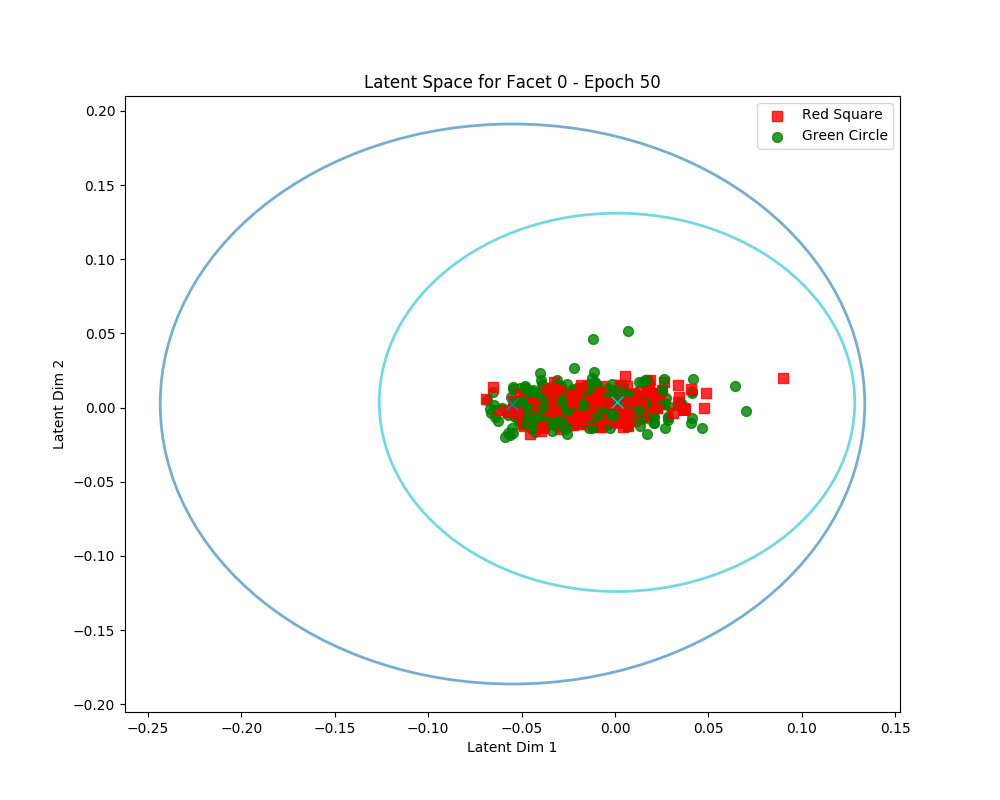 Latent Space for Facet 0 - Epoch 50
Red Square
Green Circle
0.20
0.15
0.10
0.05
0.00
−0.05
−0.10
−0.15
−0.20
Latent Dim 2
−0.25 −0.20 −0.15 −0.10 −0.05 0.00 0.05 0.10 0.15
Latent Dim 1